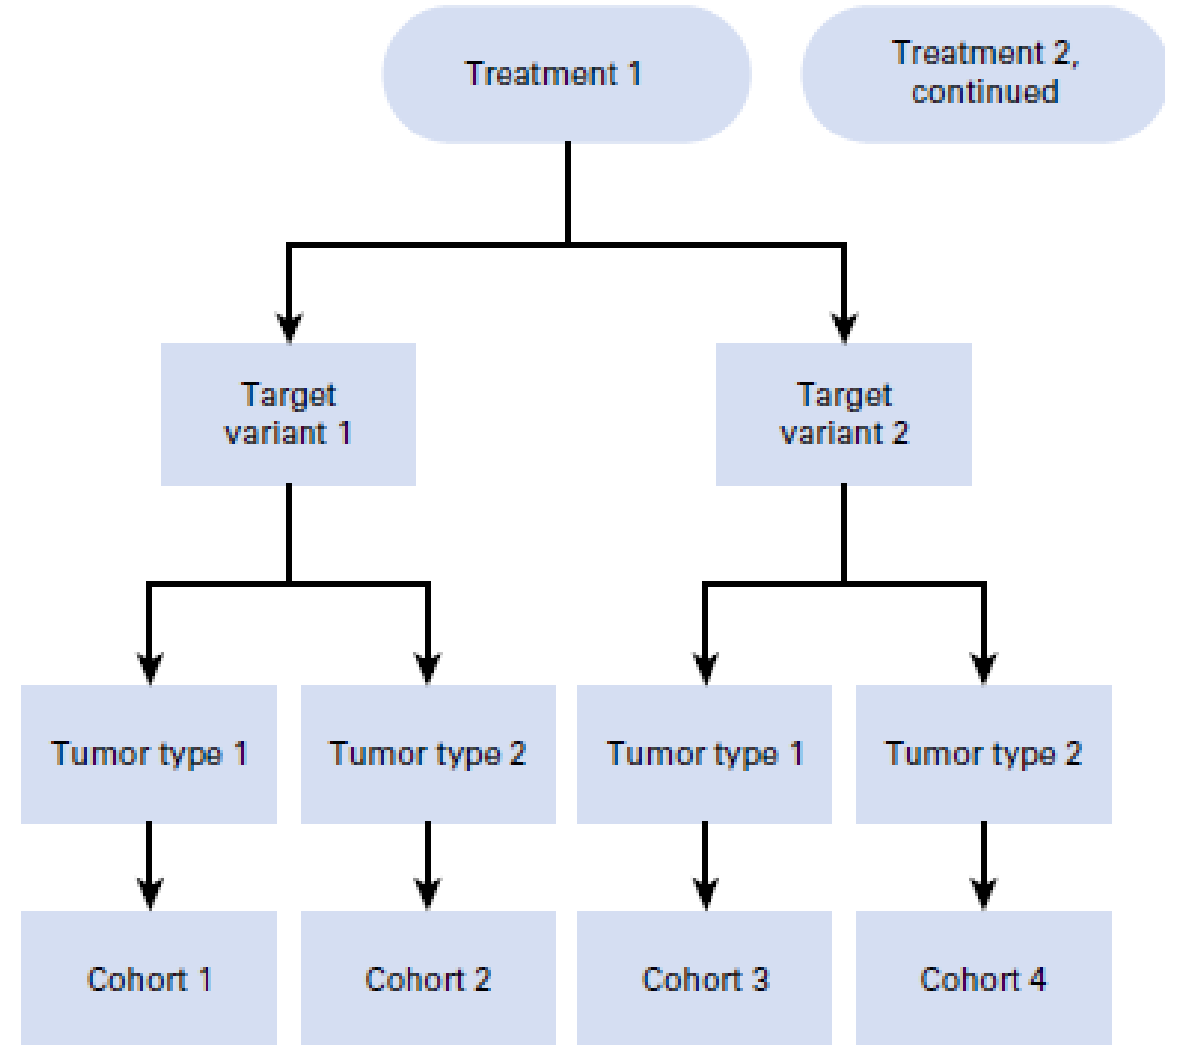 Treatment 1
Treatment 2,
continued
Target
variant 1
Target
variant 2
Tumor type 1
Tumor type 2
Tumor type 1
Tumor type 2
Cohort 1
Cohort 2
Cohort 3
Cohort 4